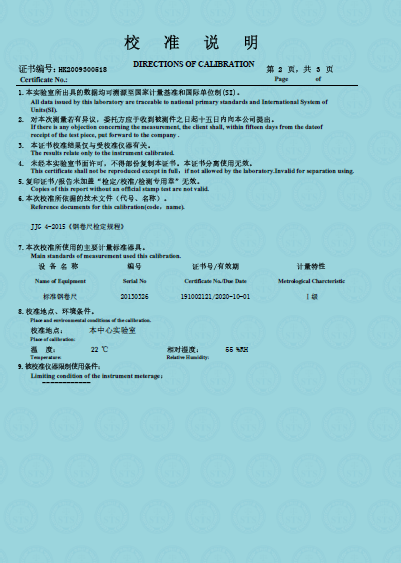 校 准 说 明
DIRECTIONS OF CALIBRATION
证书编号: HK2009300618 第 2 页，共 3 页
Certificate No.: Page of
1. 本实验室所出具的数据均可溯源至国家计量基准和国际单位制(SI)。
All data issued by this laboratory are traceable to national primary standards and International System of
Units(SI).
2. 对本次测量若有异议，委托方应于收到被测件之日起十五日内向本公司提出。
If there is any objection concerning the measurement, the client shall, within fifteen days from the dateof
receipt of the test piece, put forward to the company .
3. 本证书校准结果仅与受校仪器有关。
The results relate only to the instrument calibrated.
4. 未经本实验室书面许可，不得部份复制本证书。本证书分离使用无效。
This certificate shall not be reproduced except in full，if not allowed by the laboratory.Invalid for separation using.
5. 复印证书/报告未加盖“检定/校准/检测专用章”无效。
Copies of this report without an official stamp test are not valid.
6. 本次校准所依据的技术文件（代号、名称）。
Reference documents for this calibration(code、name).
JJG 4-2015《钢卷尺检定规程》
7. 本次校准所使用的主要计量标准器具。
Main standards of measurement used this calibration.
设 备 名 称 编号 证书号/有效期 计量特性
Name of Equipment Serial No Certificate No./Due Date Metrological Charcteristic
标准钢卷尺 20130326 191002121/2020-10-01 Ⅰ级
8. 校准地点、环境条件。
Place and environmental conditions of the calibration.
校准地点： 本中心实验室
Place of calibration:
温 度： 22 ℃ 相对湿度： 66 %RH
Temperature: Relative Humidity:
9. 被校准仪器限制使用条件：
Limiting condition of the instrument meterage：
------------